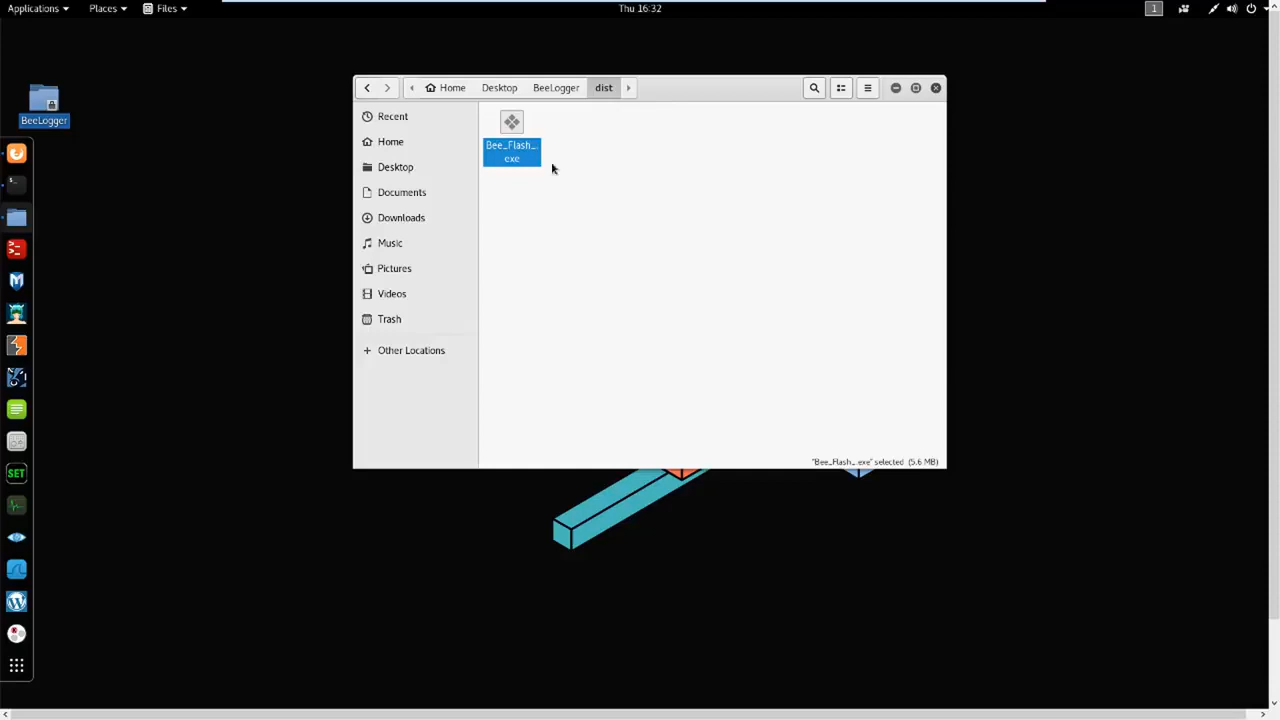 Applications Places Files Thu 16:32 1
Home Desktop BeeLogger dist
BeeLogger
Recent
Home
Desktop
Documents
Downloads
Music
Pictures
Videos
Trash
Other Locations
Bee_Flash_.
exe
"Bee_Flash_.exe" selected (5.6 MB)
SET